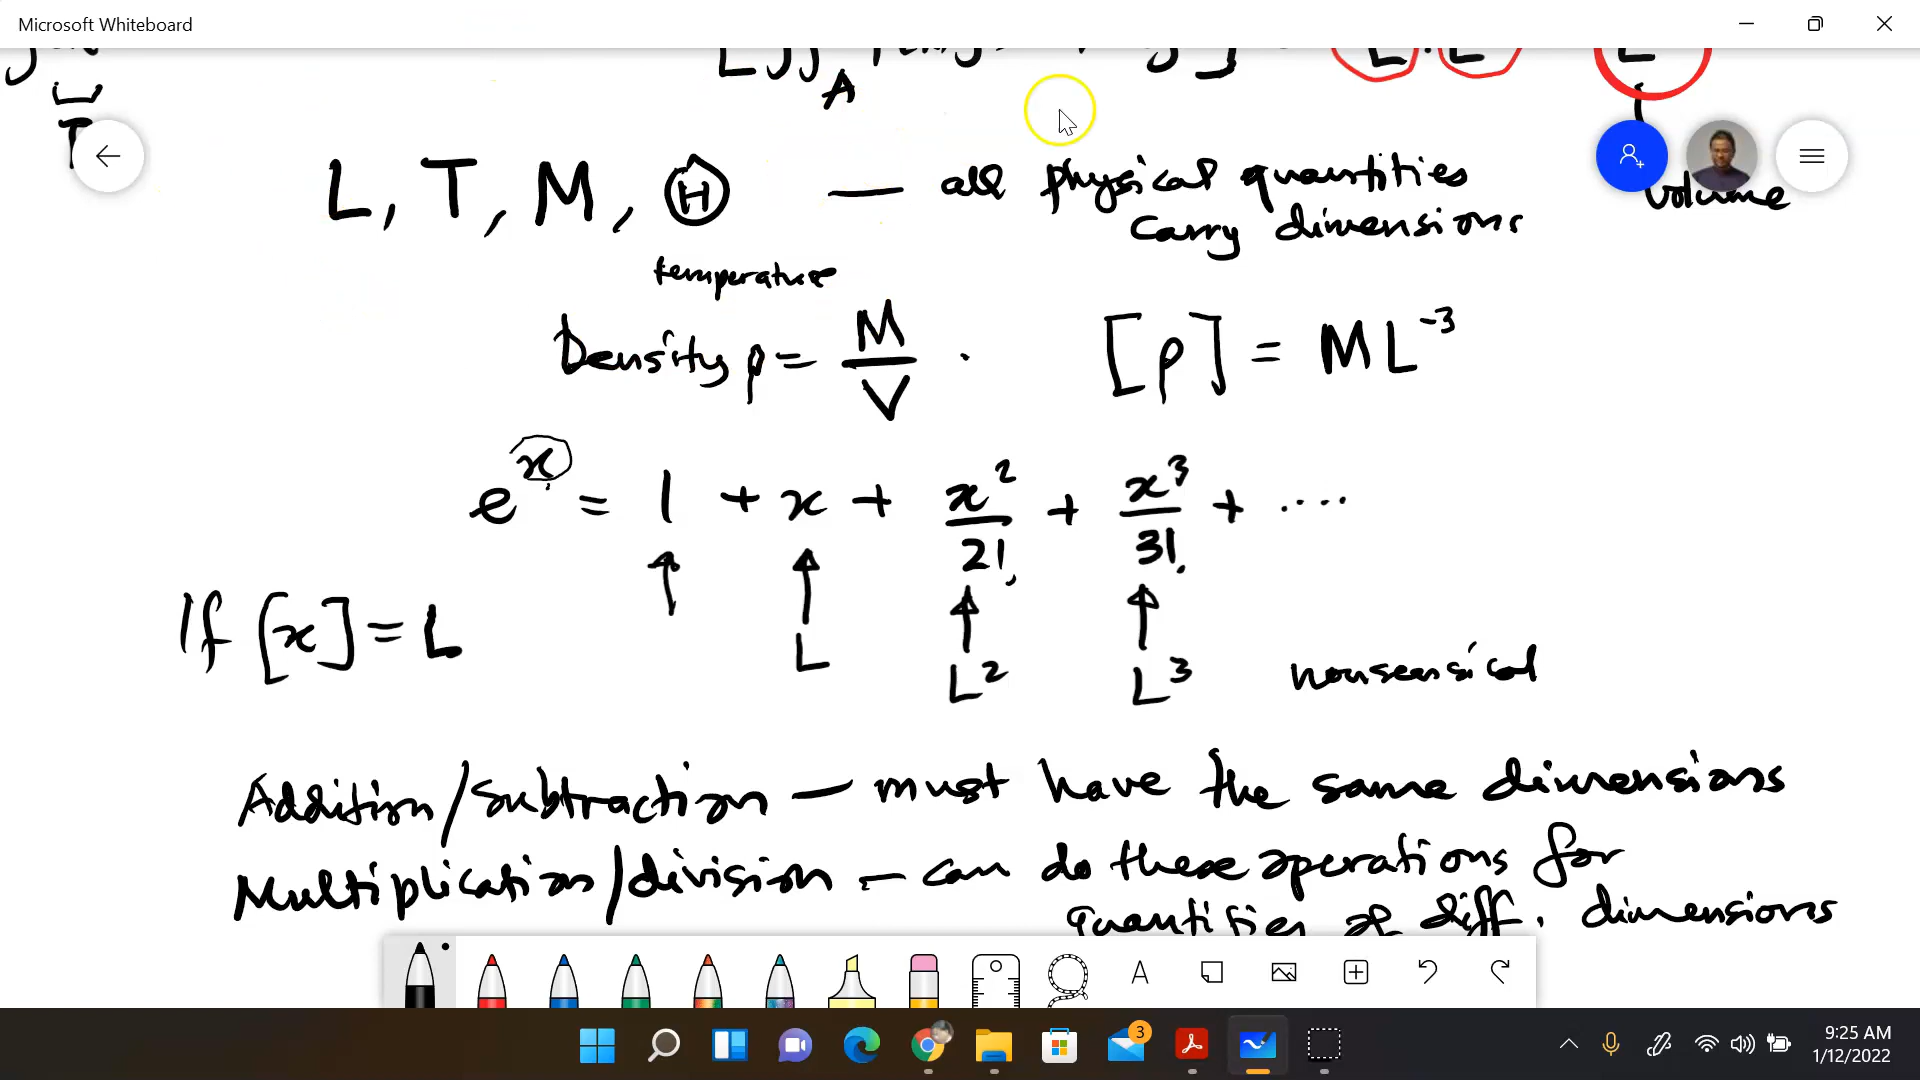 Microsoft Whiteboard
A
T
L, T, M, Ⓗ — all physical quantities
carry dimensions
volume
temperature
Density ρ = M/V . [ρ] = ML⁻³
eˣ = 1 + x + x²/2! + x³/3! + ....
If [x] = L
L L² L³ nonsensical
Addition/subtraction — must have the same dimensions
Multiplication/division — can do these operations for
quantities of diff. dimensions
A
3
9:25 AM
1/12/2022